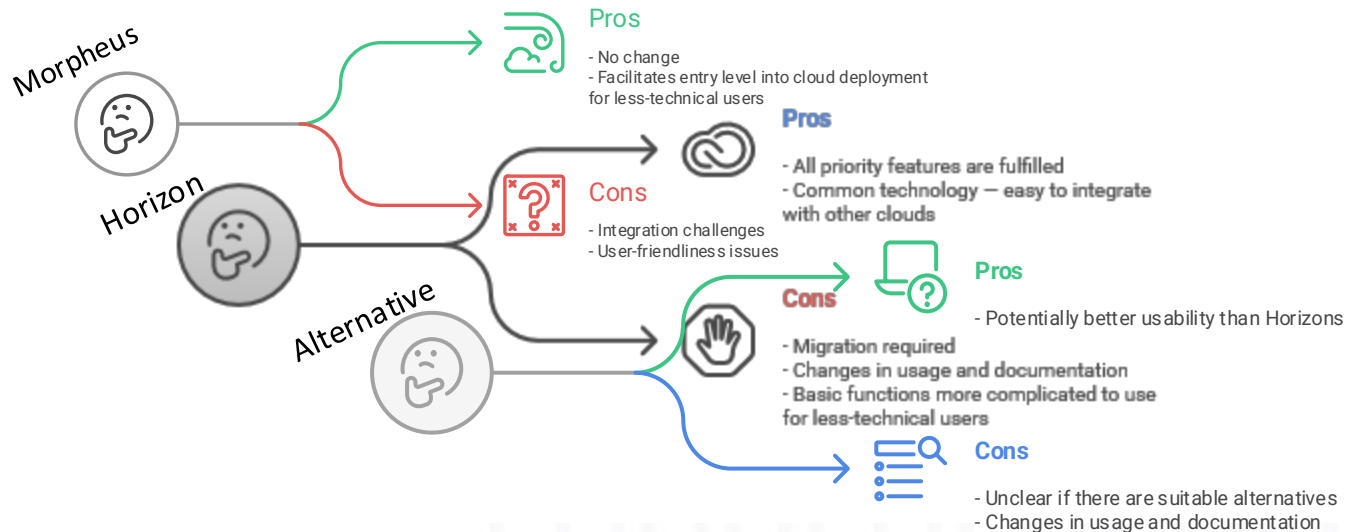 Morpheus
Pros
- No change
- Facilitates entry level into cloud deployment
for less-technical users
Cons
- Integration challenges
- User-friendliness issues
Horizon
Pros
- All priority features are fulfilled
- Common technology — easy to integrate
with other clouds
Cons
- Migration required
- Changes in usage and documentation
- Basic functions more complicated to use
for less-technical users
Alternative
Pros
- Potentially better usability than Horizons
Cons
- Unclear if there are suitable alternatives
- Changes in usage and documentation